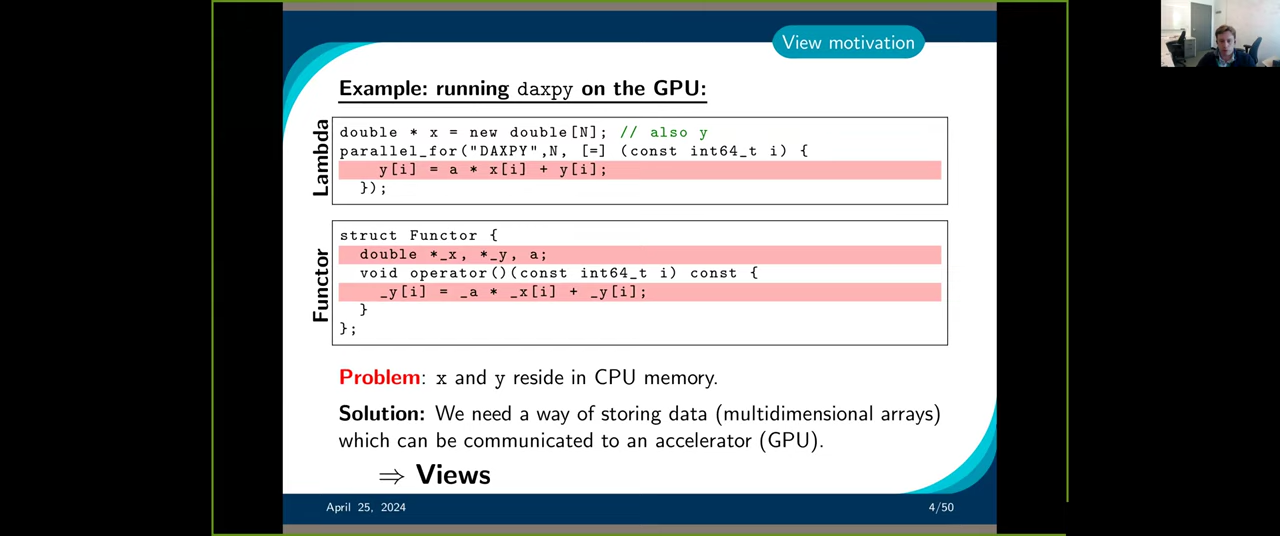 View motivation
Example: running daxpy on the GPU:
Lambda
double * x = new double[N]; // also y
parallel_for("DAXPY",N, [=] (const int64_t i) {
y[i] = a * x[i] + y[i];
});
Functor
struct Functor {
double *_x, *_y, a;
void operator()(const int64_t i) const {
_y[i] = _a * _x[i] + _y[i];
}
};
Problem: x and y reside in CPU memory.
Solution: We need a way of storing data (multidimensional arrays)
which can be communicated to an accelerator (GPU).
⇒ Views
April 25, 2024
4/50